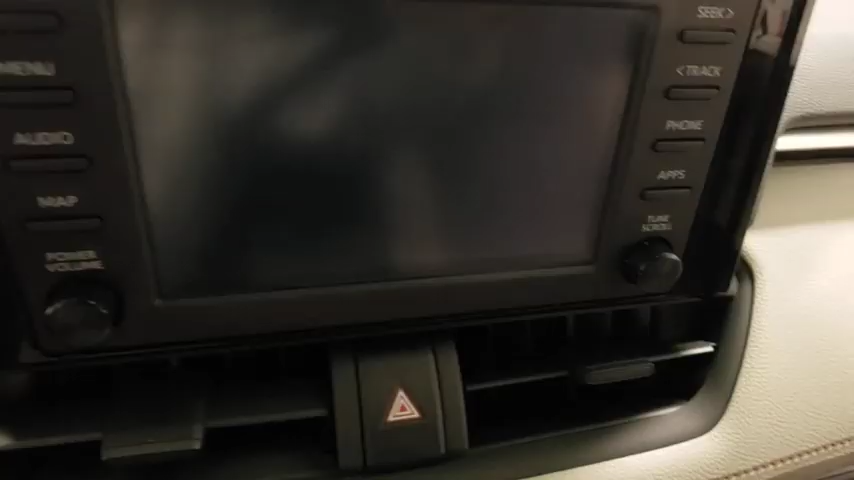 MENU
AUDIO
MAP
POWER
VOLUME
SEEK >
< TRACK
PHONE
APPS
TUNE
SCROLL